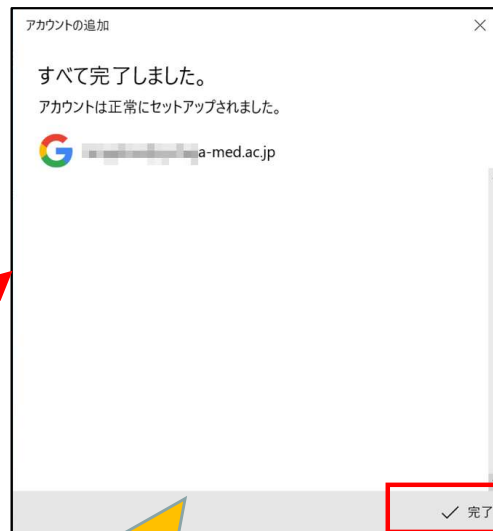 アカウントの追加
すべて完了しました。
アカウントは正常にセットアップされました。
a-med.ac.jp
完了